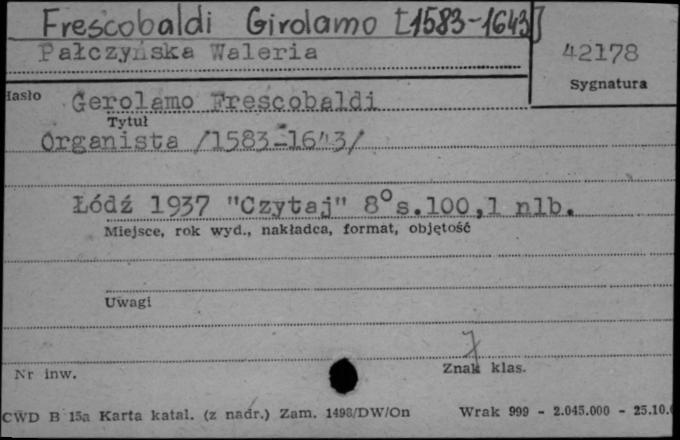 Frescobaldi Girolamo [1583-1643]
Pałczyńska Waleria
42178
Sygnatura
Hasło
Gerolamo Frescobaldi
Tytuł
Organista /1583-1643/
Łódź 1937 "Czytaj" 8° s.100,1 nlb.
Miejsce, rok wyd., nakładca, format, objętość
Uwagi
Nr inw.
Znak klas.
CWD B 15a Karta katal. (z nadr.) Zam. 1498/DW/On Wrak 999 - 2.045.000 - 25.10.